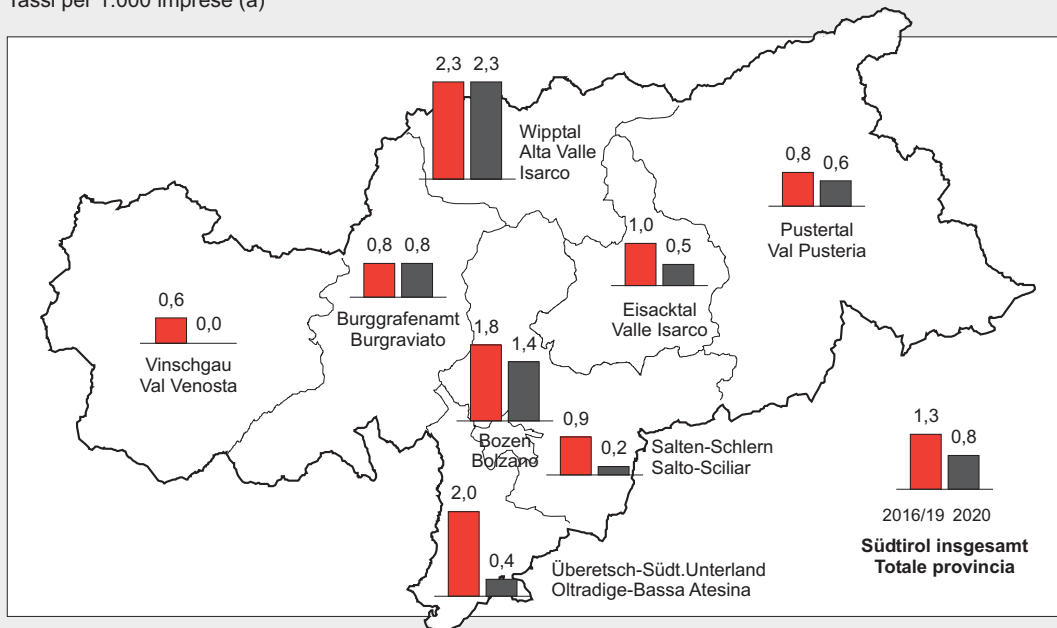 Tassi per 1.000 imprese (a)
2,3 2,3
Wipptal
Alta Valle
Isarco
0,8 0,6
Pustertal
Val Pusteria
1,0 0,5
Eisacktal
Valle Isarco
0,8 0,8
Burggrafenamt
Burgraviato
0,6 0,0
Vinschgau
Val Venosta
1,8 1,4
Bozen
Bolzano
0,9 0,2
Salten-Schlern
Salto-Sciliar
2,0 0,4
Überetsch-Südt.Unterland
Oltradige-Bassa Atesina
1,3 0,8
2016/19 2020
Südtirol insgesamt
Totale provincia